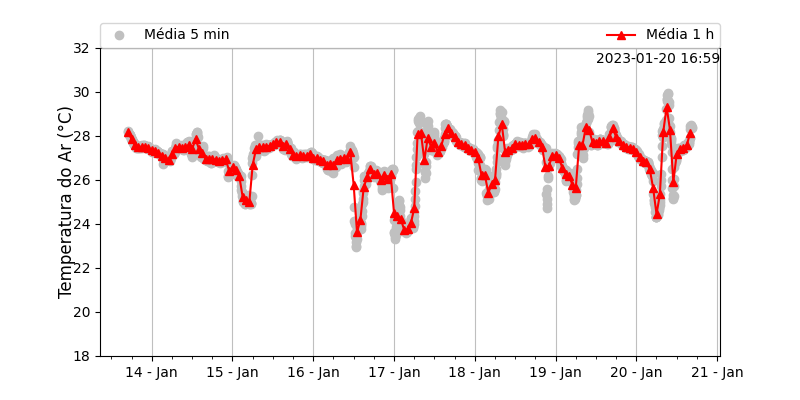 Média 5 min
Média 1 h
2023-01-20 16:59
Temperatura do Ar (°C)
32
30
28
26
24
22
20
18
14 - Jan
15 - Jan
16 - Jan
17 - Jan
18 - Jan
19 - Jan
20 - Jan
21 - Jan